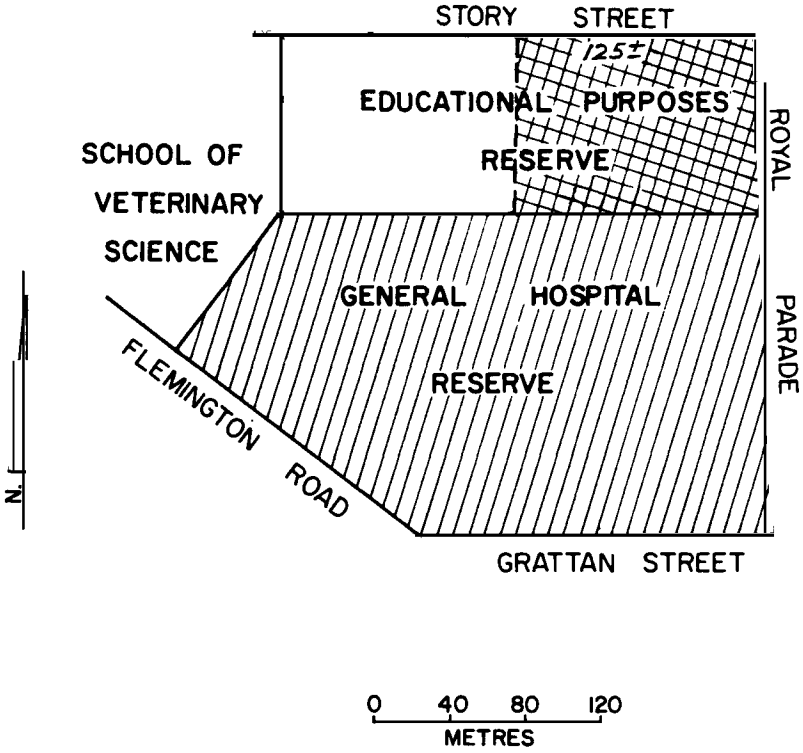 STORY STREET
125±
EDUCATIONAL PURPOSES
RESERVE
ROYAL
PARADE
SCHOOL OF
VETERINARY
SCIENCE
GENERAL HOSPITAL
RESERVE
FLEMINGTON ROAD
N.
GRATTAN STREET
0 40 80 120
METRES